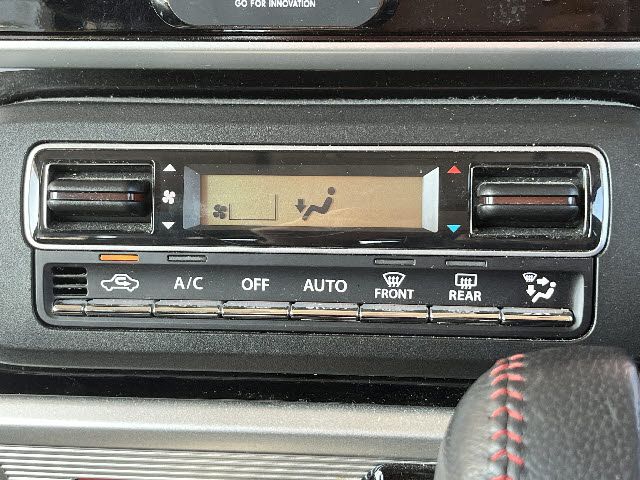 GO FOR INNOVATION
A/C OFF AUTO FRONT REAR